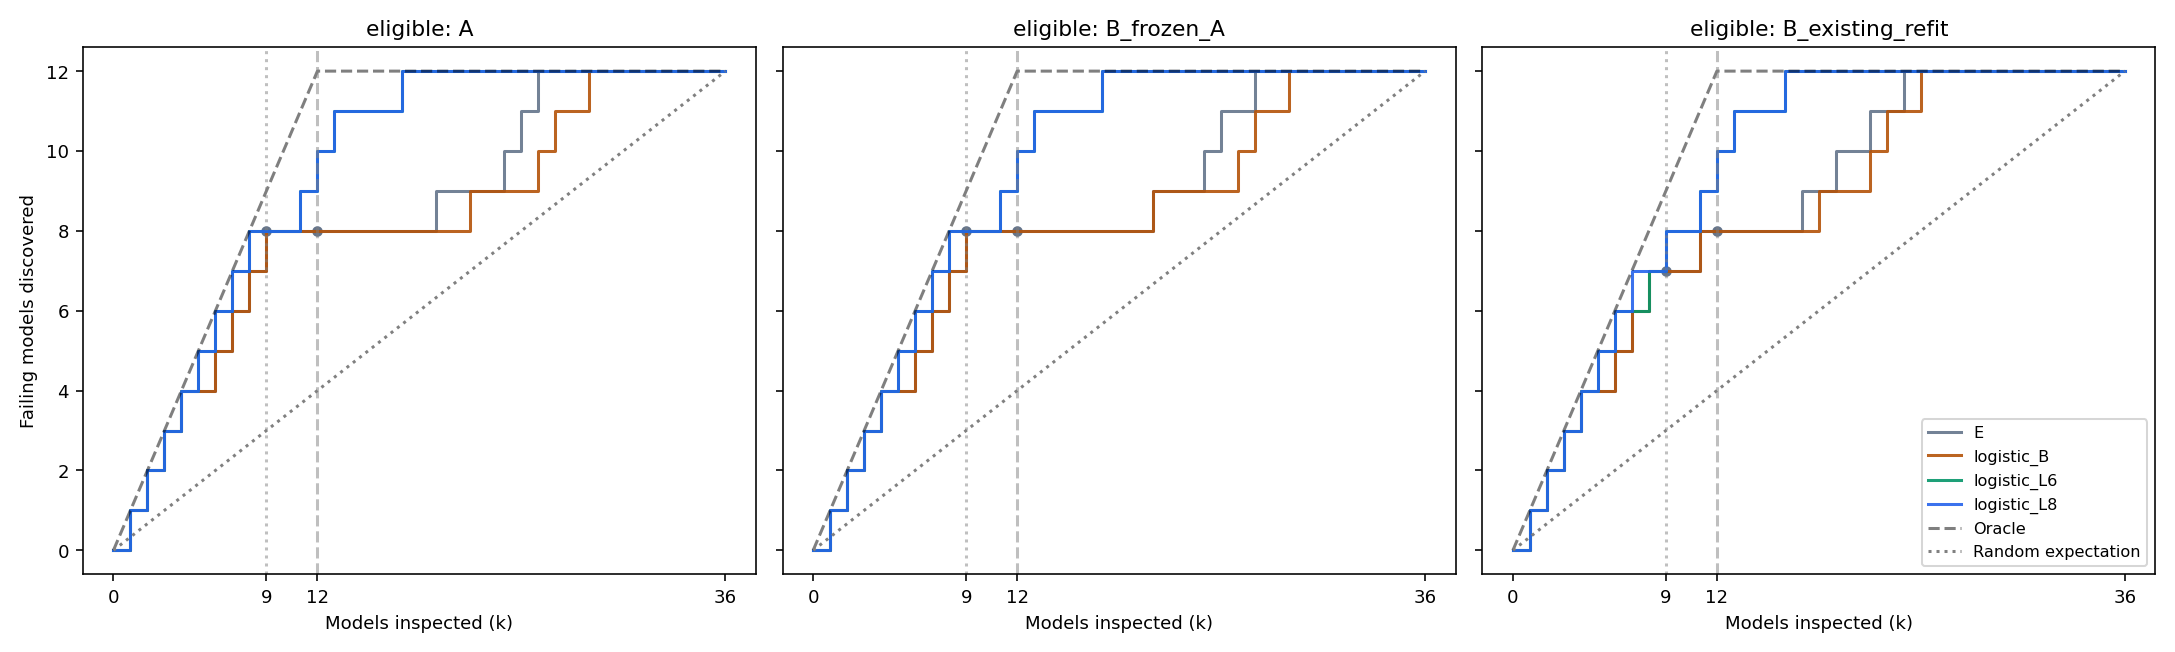 eligible: A
eligible: B_frozen_A
eligible: B_existing_refit
Failing models discovered
12
10
8
6
4
2
0
0 9 12 36
0 9 12 36
0 9 12 36
Models inspected (k)
Models inspected (k)
Models inspected (k)
E
logistic_B
logistic_L6
logistic_L8
Oracle
Random expectation